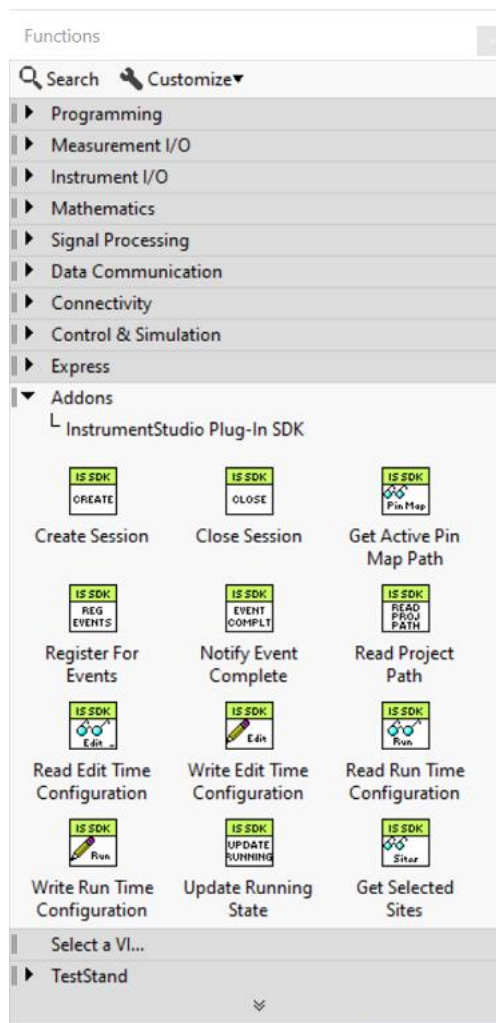 Functions
Search Customize
Programming
Measurement I/O
Instrument I/O
Mathematics
Signal Processing
Data Communication
Connectivity
Control & Simulation
Express
Addons
InstrumentStudio Plug-In SDK
IS SDK IS SDK IS SDK
CREATE CLOSE Pin Map
Create Session Close Session Get Active Pin
Map Path
IS SDK IS SDK IS SDK
REG EVENT READ
EVENTS COMPLT PROJ
PATH
Register For Notify Event Read Project
Events Complete Path
IS SDK IS SDK IS SDK
Edit Edit Run
Read Edit Time Write Edit Time Read Run Time
Configuration Configuration Configuration
IS SDK IS SDK IS SDK
Run UPDATE Sites
RUNNING
Write Run Time Update Running Get Selected
Configuration State Sites
Select a VI...
TestStand